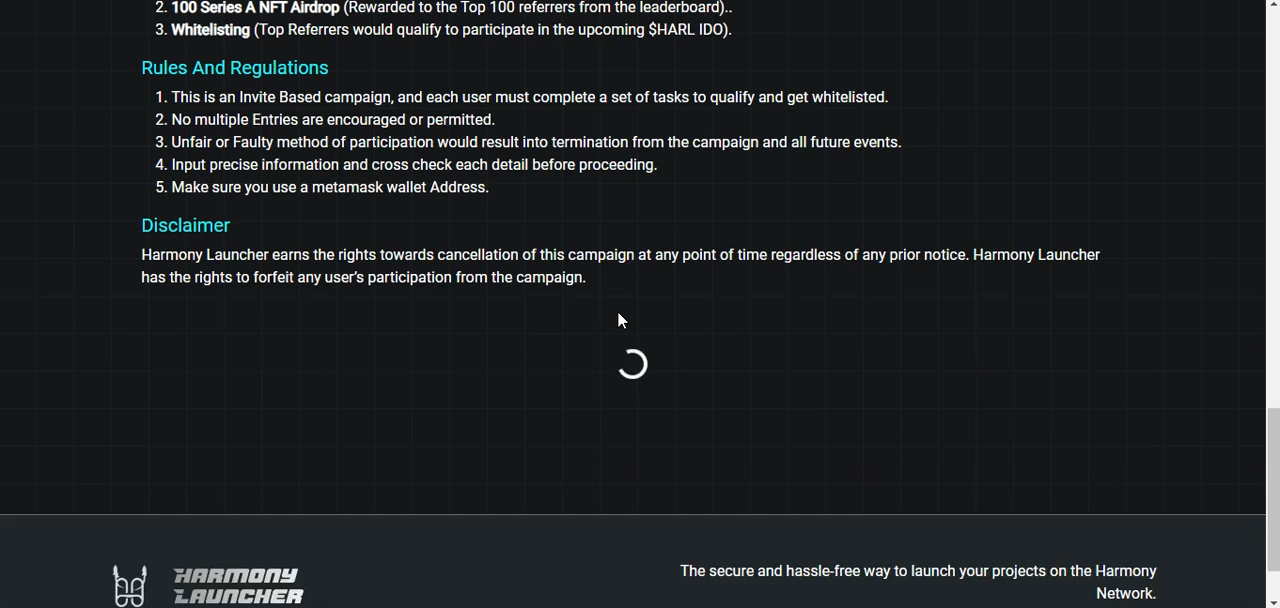 2. 100 Series A NFT Airdrop (Rewarded to the Top 100 referrers from the leaderboard)..
3. Whitelisting (Top Referrers would qualify to participate in the upcoming $HARL IDO).
Rules And Regulations
1. This is an Invite Based campaign, and each user must complete a set of tasks to qualify and get whitelisted.
2. No multiple Entries are encouraged or permitted.
3. Unfair or Faulty method of participation would result into termination from the campaign and all future events.
4. Input precise information and cross check each detail before proceeding.
5. Make sure you use a metamask wallet Address.
Disclaimer
Harmony Launcher earns the rights towards cancellation of this campaign at any point of time regardless of any prior notice. Harmony Launcher
has the rights to forfeit any user's participation from the campaign.
HARMONY
LAUNCHER
The secure and hassle-free way to launch your projects on the Harmony
Network.